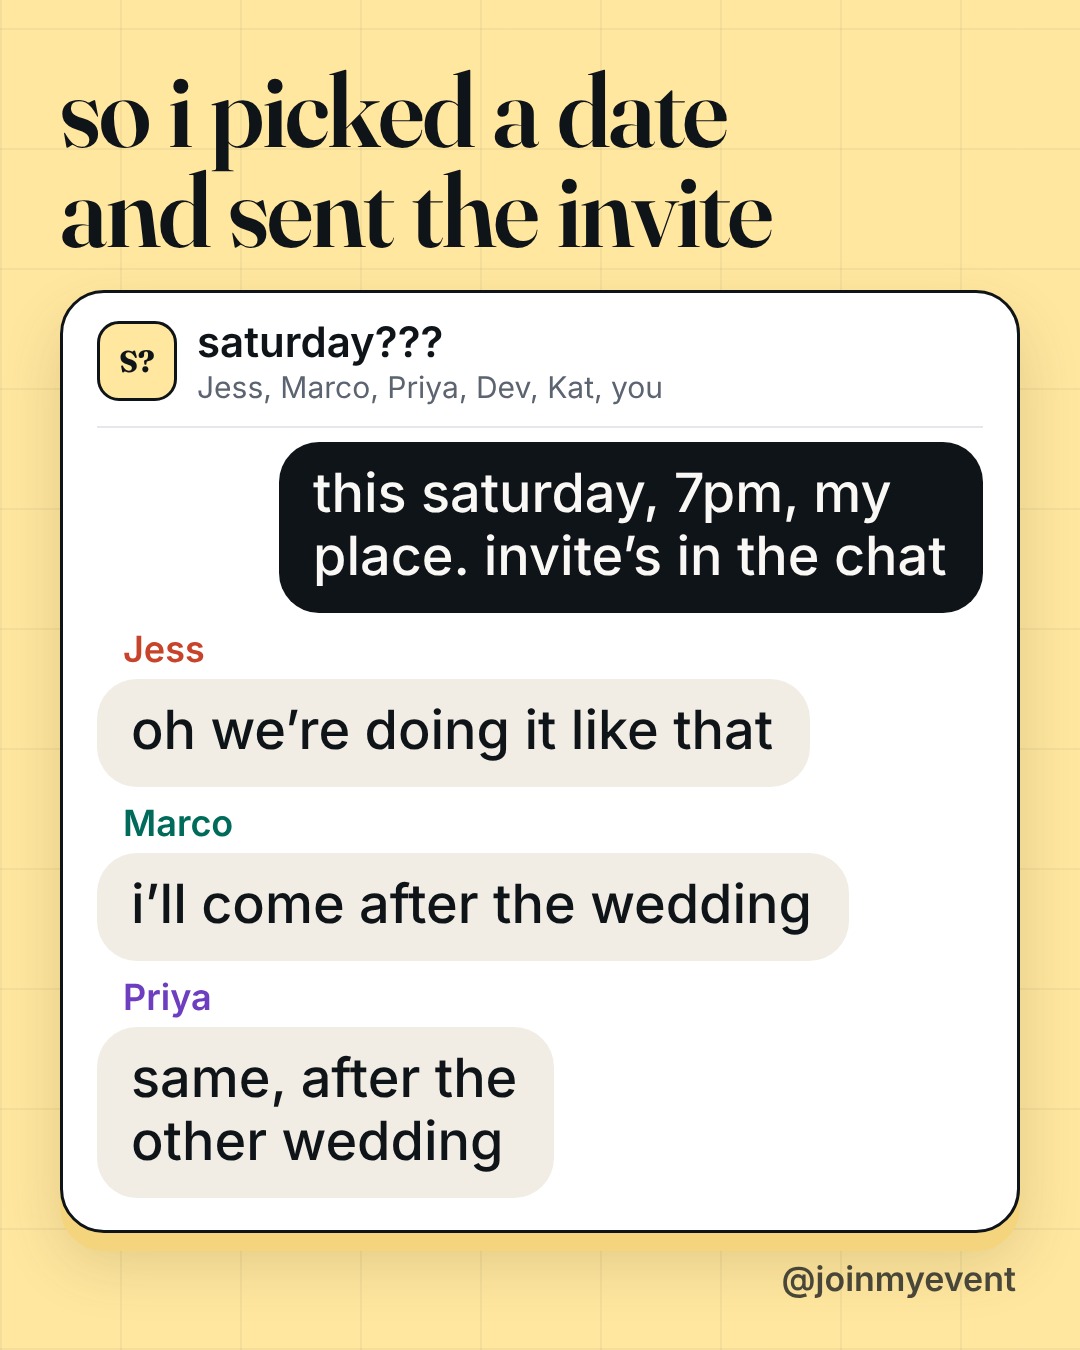 so i picked a date
and sent the invite
S?
saturday???
Jess, Marco, Priya, Dev, Kat, you
this saturday, 7pm, my
place. invite’s in the chat
Jess
oh we’re doing it like that
Marco
i’ll come after the wedding
Priya
same, after the
other wedding
@joinmyevent